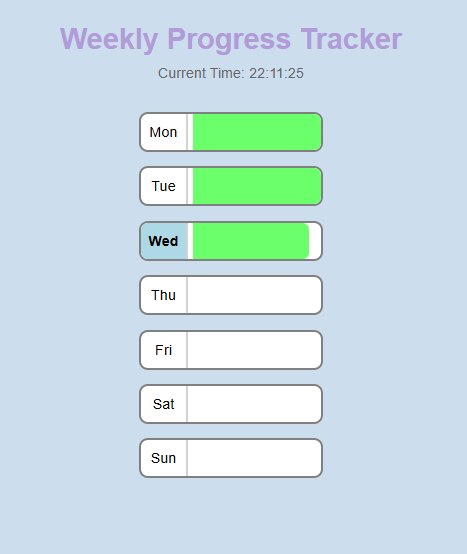 Weekly Progress Tracker
Current Time: 22:11:25
Mon
Tue
Wed
Thu
Fri
Sat
Sun